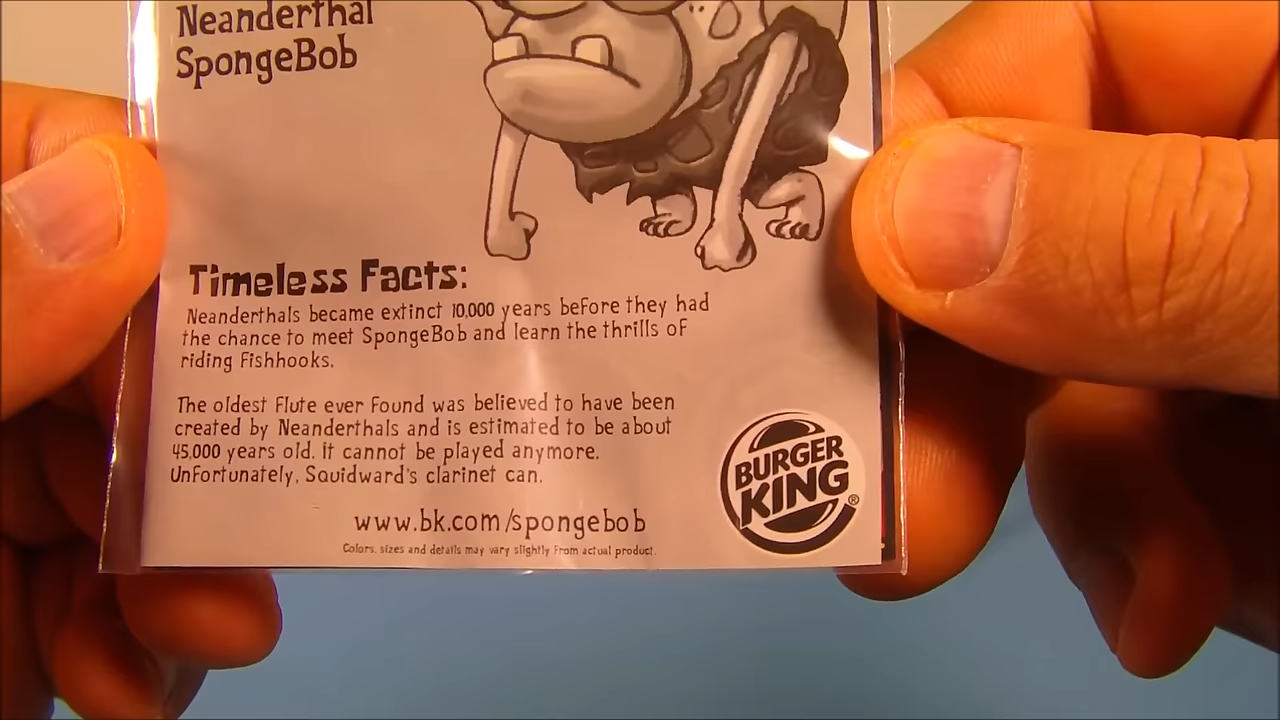 Neanderthal
SpongeBob
Timeless Facts:
Neanderthals became extinct 10,000 years before they had
the chance to meet SpongeBob and learn the thrills of
riding Fishhooks.
The oldest Flute ever Found was believed to have been
created by Neanderthals and is estimated to be about
45,000 years old. It cannot be played anymore.
Unfortunately, Squidward's clarinet can.
BURGER
KING®
www.bk.com/spongebob
Colors, sizes and details may vary slightly from actual product.